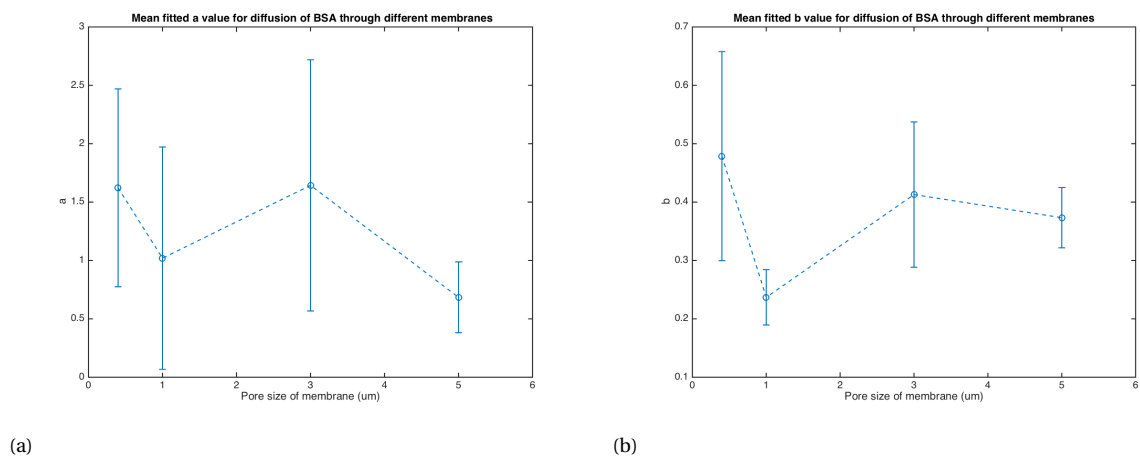 Mean fitted a value for diffusion of BSA through different membranes
3
2.5
2
1.5
1
0.5
0
a
0 1 2 3 4 5 6
Pore size of membrane (um)
(a)
Mean fitted b value for diffusion of BSA through different membranes
0.7
0.6
0.5
0.4
0.3
0.2
0.1
b
0 1 2 3 4 5 6
Pore size of membrane (um)
(b)